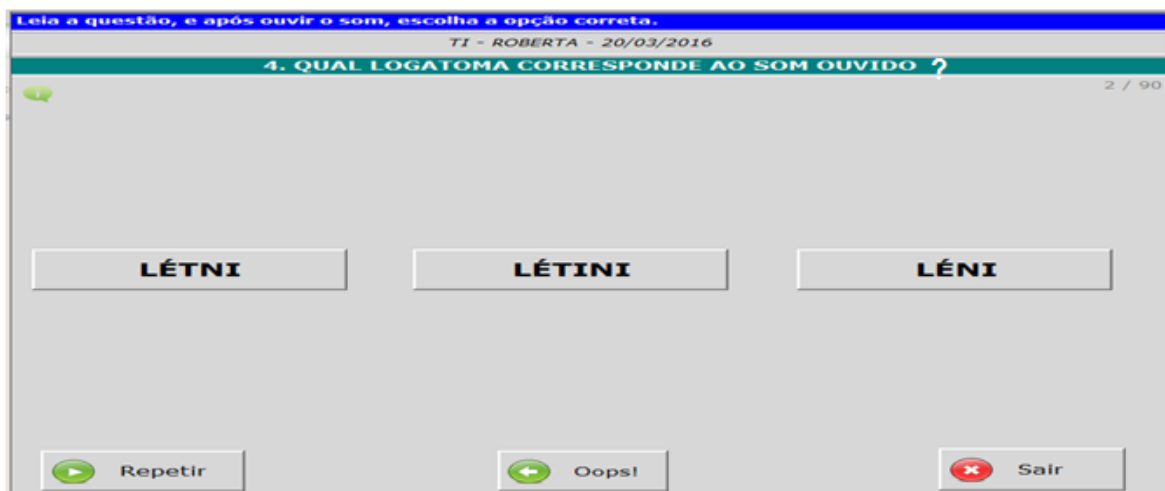 Leia a questão, e após ouvir o som, escolha a opção correta.
TI - ROBERTA - 20/03/2016
4. QUAL LOGATOMA CORRESPONDE AO SOM OUVIDO ?
2 / 90
LÉTNI LÉTINI LÉNI
Repetir Oops! Sair